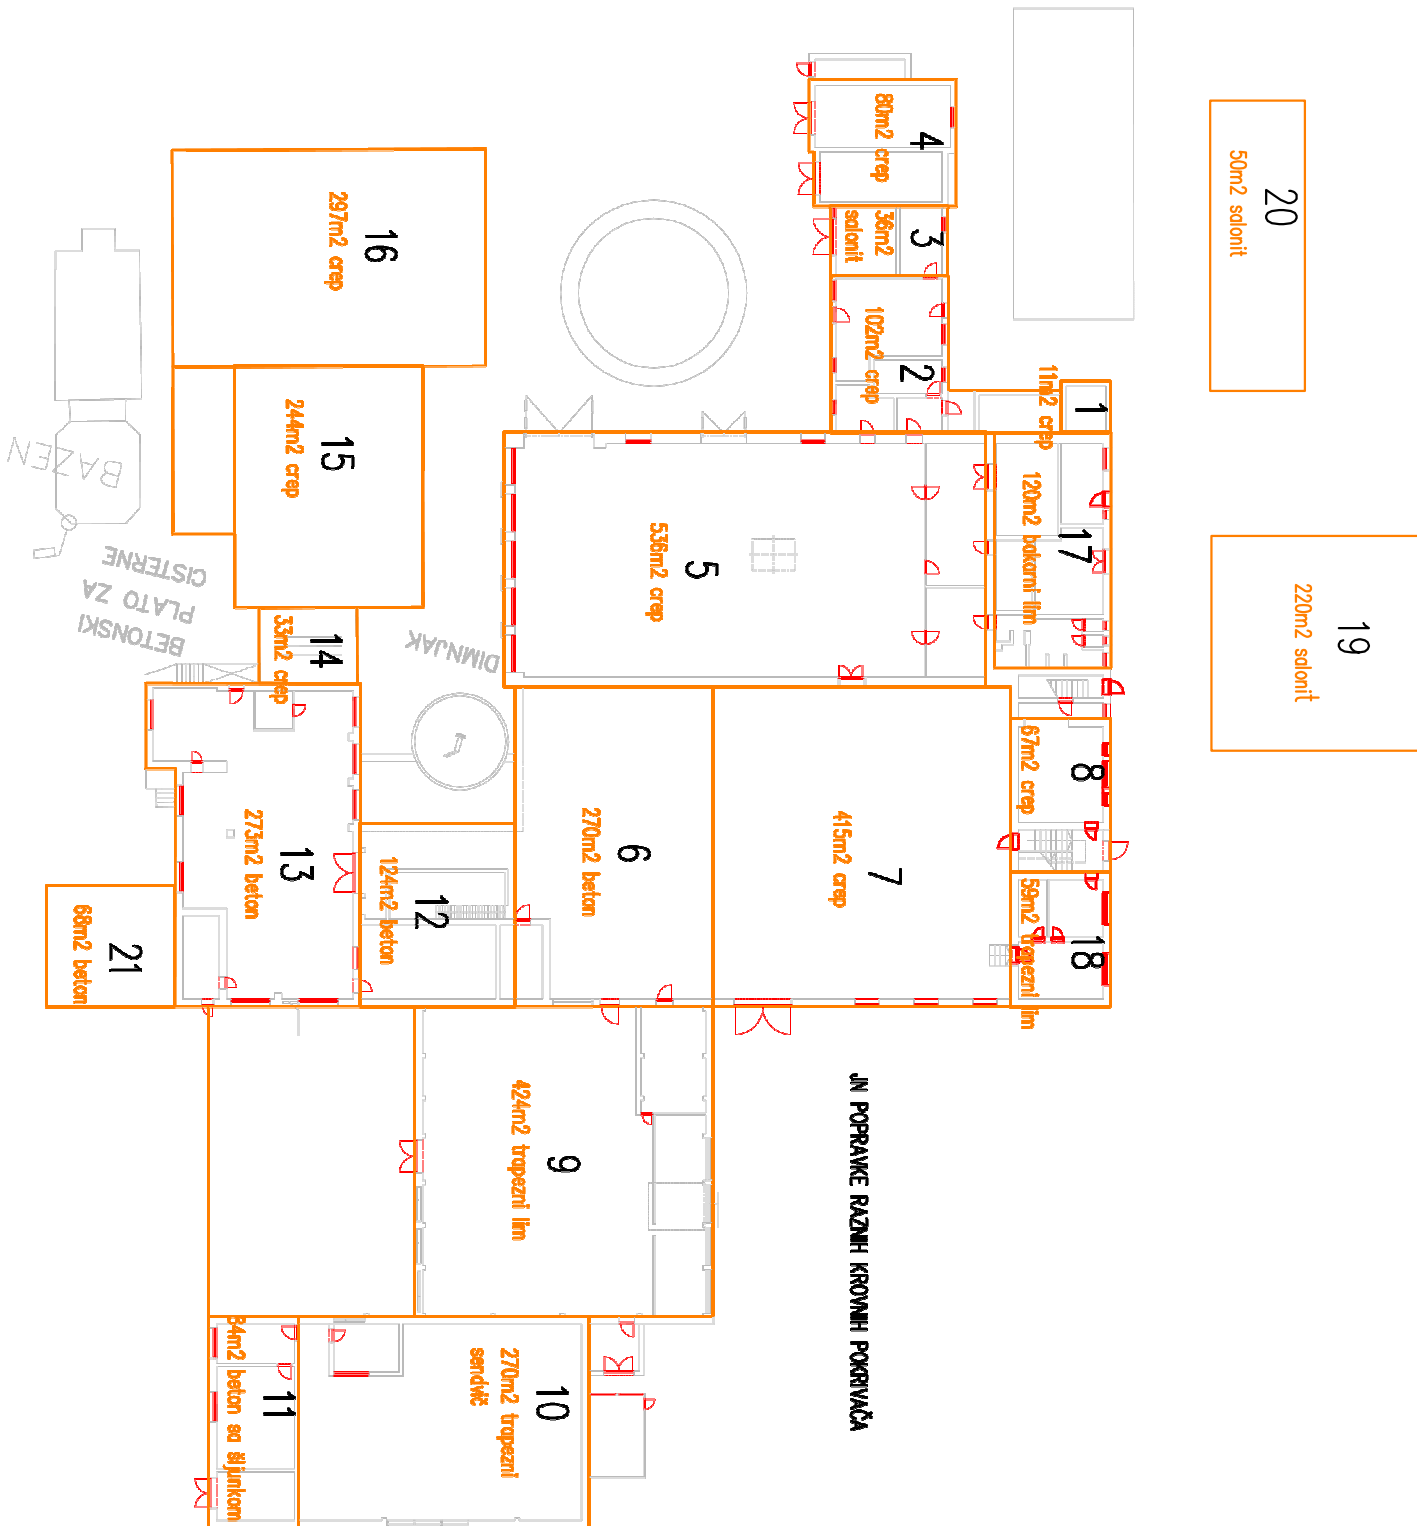 4
80m2 crep
3
36m2
salonit
2
102m2 crep
1
11m2 crep
20
50m2 salonit
16
297m2 crep
15
244m2 crep
BAZEN
BETONSKI
PLATO ZA
CISTERNE
14
33m2 crep
DIMNJAK
5
536m2 crep
17
120m2 bakarni lim
19
220m2 salonit
8
67m2 crep
18
59m2 trapezni lim
7
415m2 crep
6
270m2 beton
12
124m2 beton
13
273m2 beton
21
68m2 beton
9
424m2 trapezni lim
10
270m2 trapezni
sendvič
11
84m2 beton sa šljunkom
JN POPRAVKE RAZNIH KROVNIH POKRIVAČA